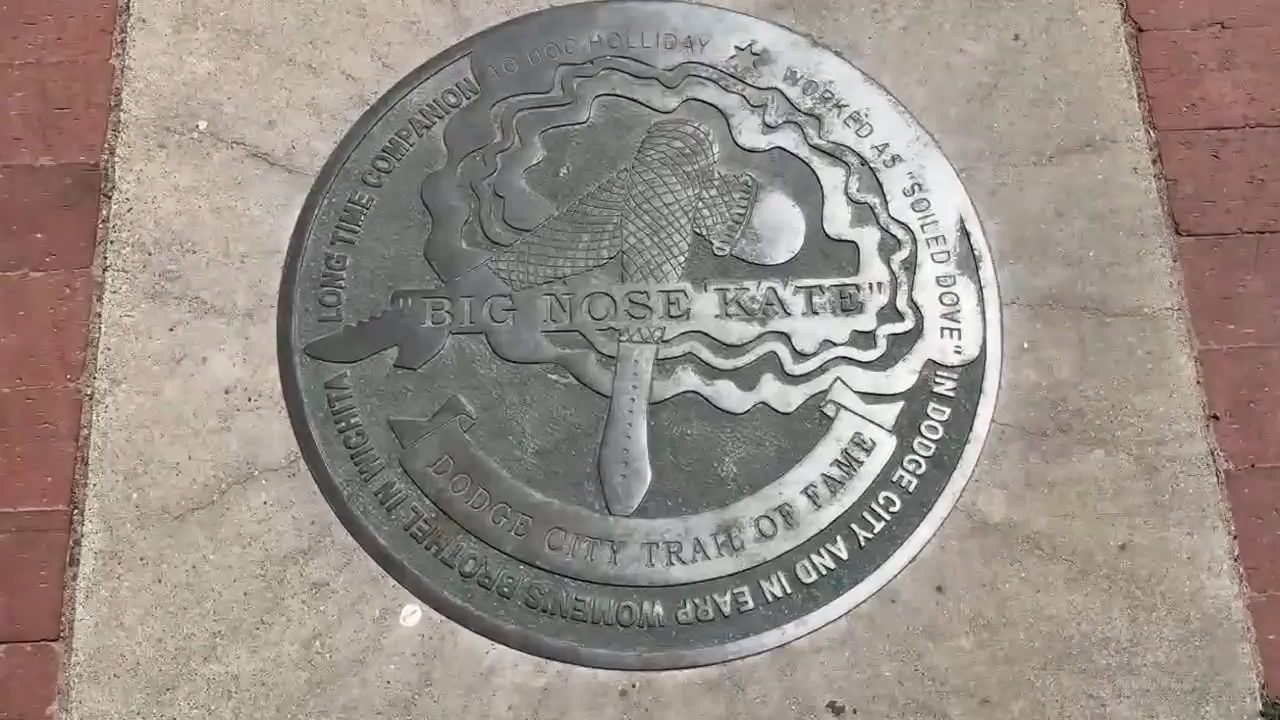 LONG TIME COMPANION TO DOC HOLLIDAY ★ WORKED AS "SOILED DOVE" IN DODGE CITY AND IN EARP WOMEN'S BROTHEL IN WICHITA
"BIG NOSE KATE"
DODGE CITY TRAIL OF FAME